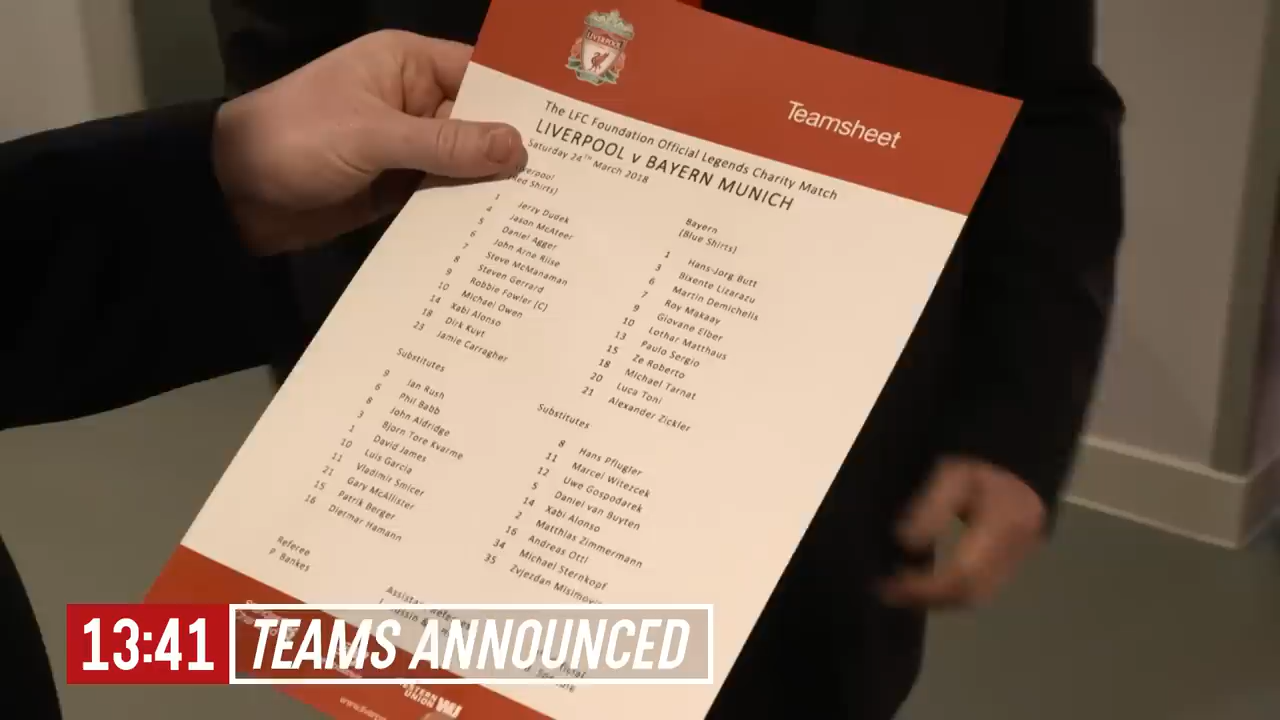 LIVERPOOL
Teamsheet
The LFC Foundation Official Legends Charity Match
LIVERPOOL v BAYERN MUNICH
Saturday 24TH March 2018
Red Shirts)
1 Jerzy Dudek
4 Jason McAteer
5 Daniel Agger
6 John Arne Riise
7 Steve McManaman
8 Steven Gerrard
9 Robbie Fowler (C)
10 Michael Owen
14 Xabi Alonso
18 Dirk Kuyt
23 Jamie Carragher
Substitutes
9 Ian Rush
6 Phil Babb
8 John Aldridge
3 Bjorn Tore Kvarme
1 David James
10 Luis Garcia
11 Vladimir Smicer
21 Gary McAllister
15 Patrik Berger
16 Dietmar Hamann
Referee
P. Bankes
Bayern
(Blue Shirts)
1 Hans-Jorg Butt
3 Bixente Lizarazu
6 Martin Demichelis
7 Roy Makaay
9 Giovane Elber
10 Lothar Matthaus
13 Paulo Sergio
15 Ze Roberto
18 Michael Tarnat
20 Luca Toni
21 Alexander Zickler
Substitutes
8 Hans Pflugler
11 Marcel Witezcek
12 Uwe Gospodarek
5 Daniel van Buyten
14 Xabi Alonso
2 Matthias Zimmermann
16 Andreas Ottl
34 Michael Sternkopf
35 Zvjezdan Misimovic
WESTERN
UNION WU
13:41 TEAMS ANNOUNCED